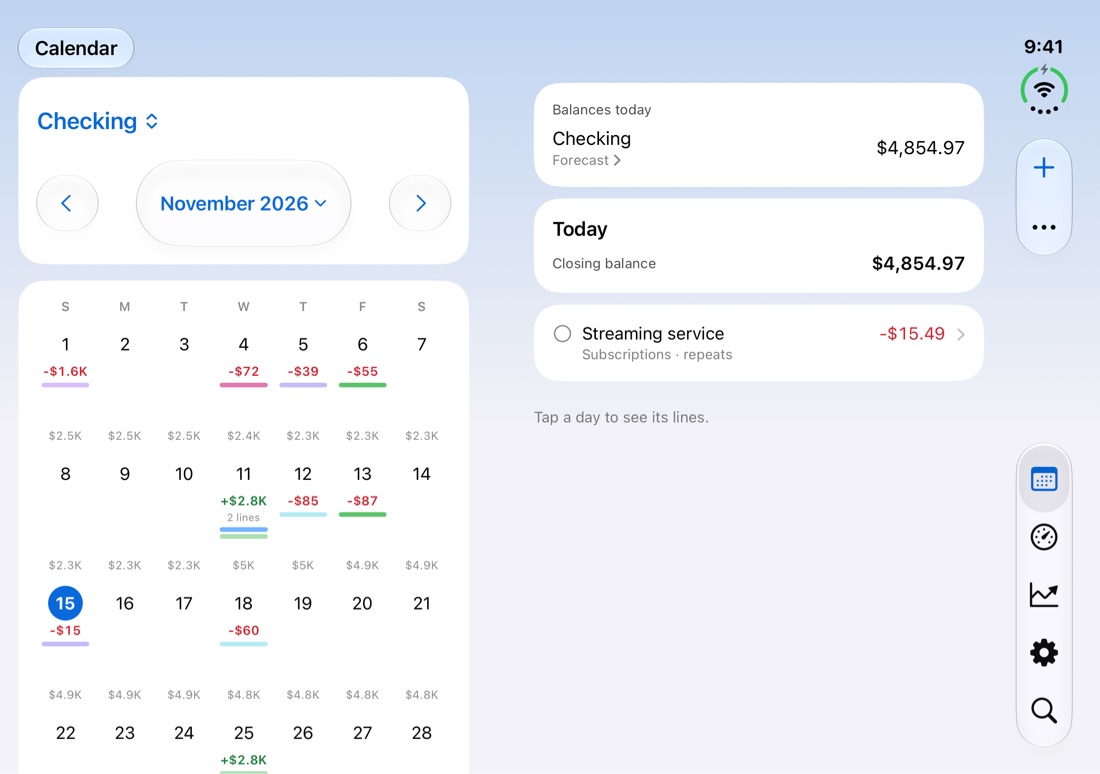 Calendar
9:41
Checking
November 2026
Balances today
Checking
$4,854.97
Forecast
Today
Closing balance
$4,854.97
Streaming service
-$15.49
Subscriptions · repeats
Tap a day to see its lines.
S M T W T F S
1 2 3 4 5 6 7
-$1.6K -$72 -$39 -$55
$2.5K $2.5K $2.5K $2.4K $2.3K $2.3K $2.3K
8 9 10 11 12 13 14
+$2.8K -$85 -$87
2 lines
$2.3K $2.3K $2.3K $5K $5K $4.9K $4.9K
15 16 17 18 19 20 21
-$15 -$60
$4.9K $4.9K $4.9K $4.8K $4.8K $4.8K $4.8K
22 23 24 25 26 27 28
+$2.8K